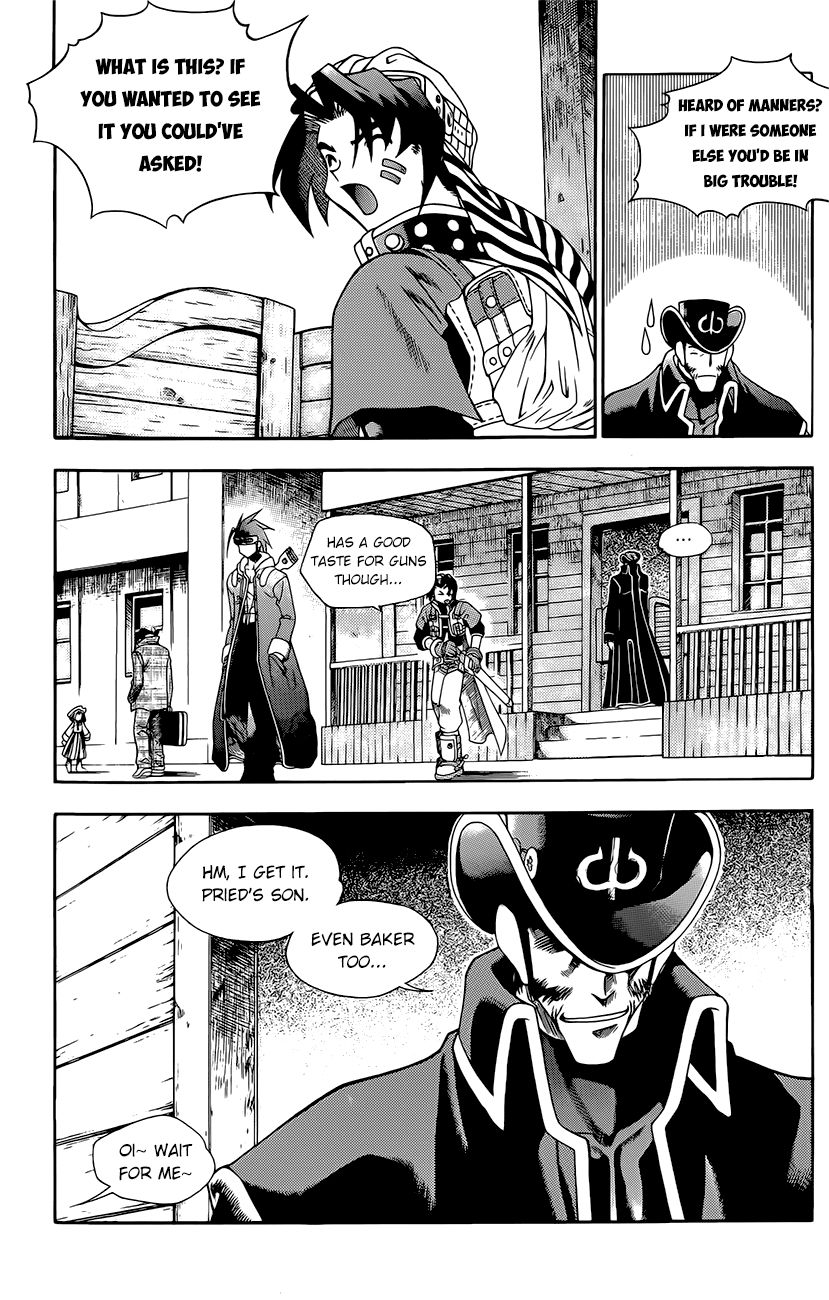 WHAT IS THIS? IF
YOU WANTED TO SEE
IT YOU COULD'VE
ASKED!
HEARD OF MANNERS?
IF I WERE SOMEONE
ELSE YOU'D BE IN
BIG TROUBLE!
HAS A GOOD
TASTE FOR GUNS
THOUGH...
...
HM, I GET IT.
PRIED'S SON.
EVEN BAKER
TOO...
OI~ WAIT
FOR ME~